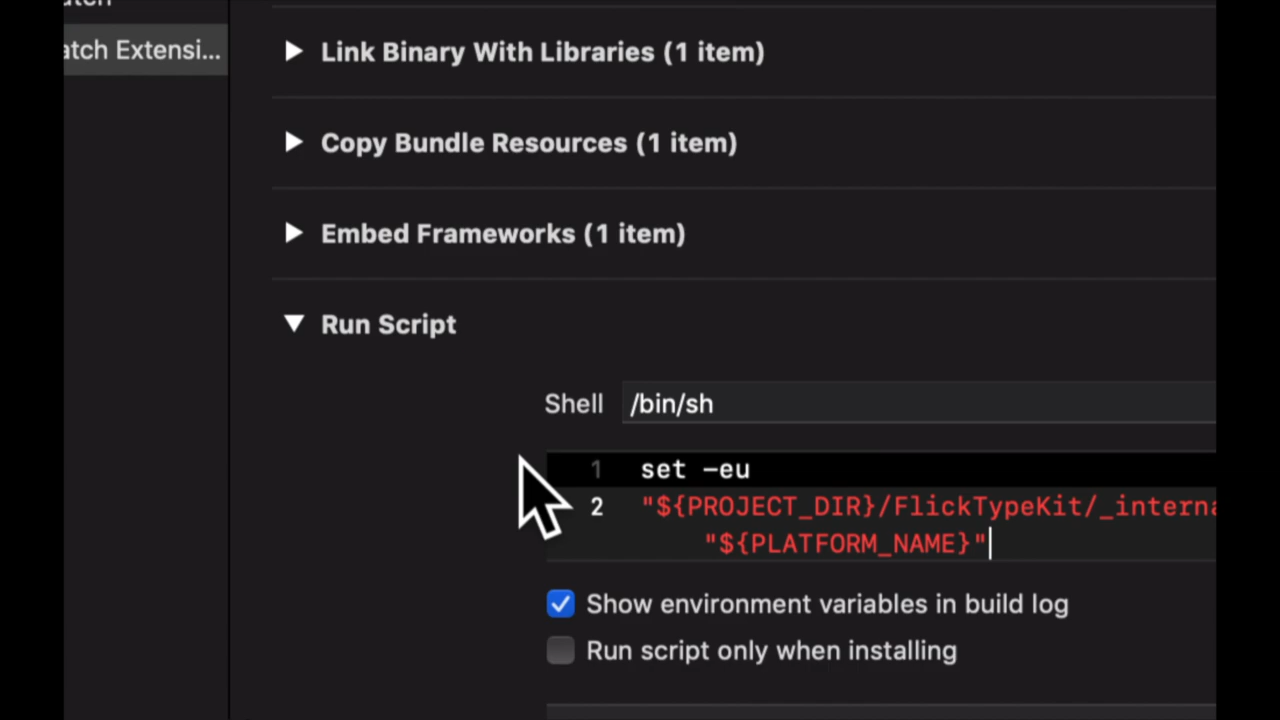 atch Extensi...
Link Binary With Libraries (1 item)
Copy Bundle Resources (1 item)
Embed Frameworks (1 item)
Run Script
Shell /bin/sh
1 set -eu
2 "${PROJECT_DIR}/FlickTypeKit/_interna
"${PLATFORM_NAME}"
Show environment variables in build log
Run script only when installing